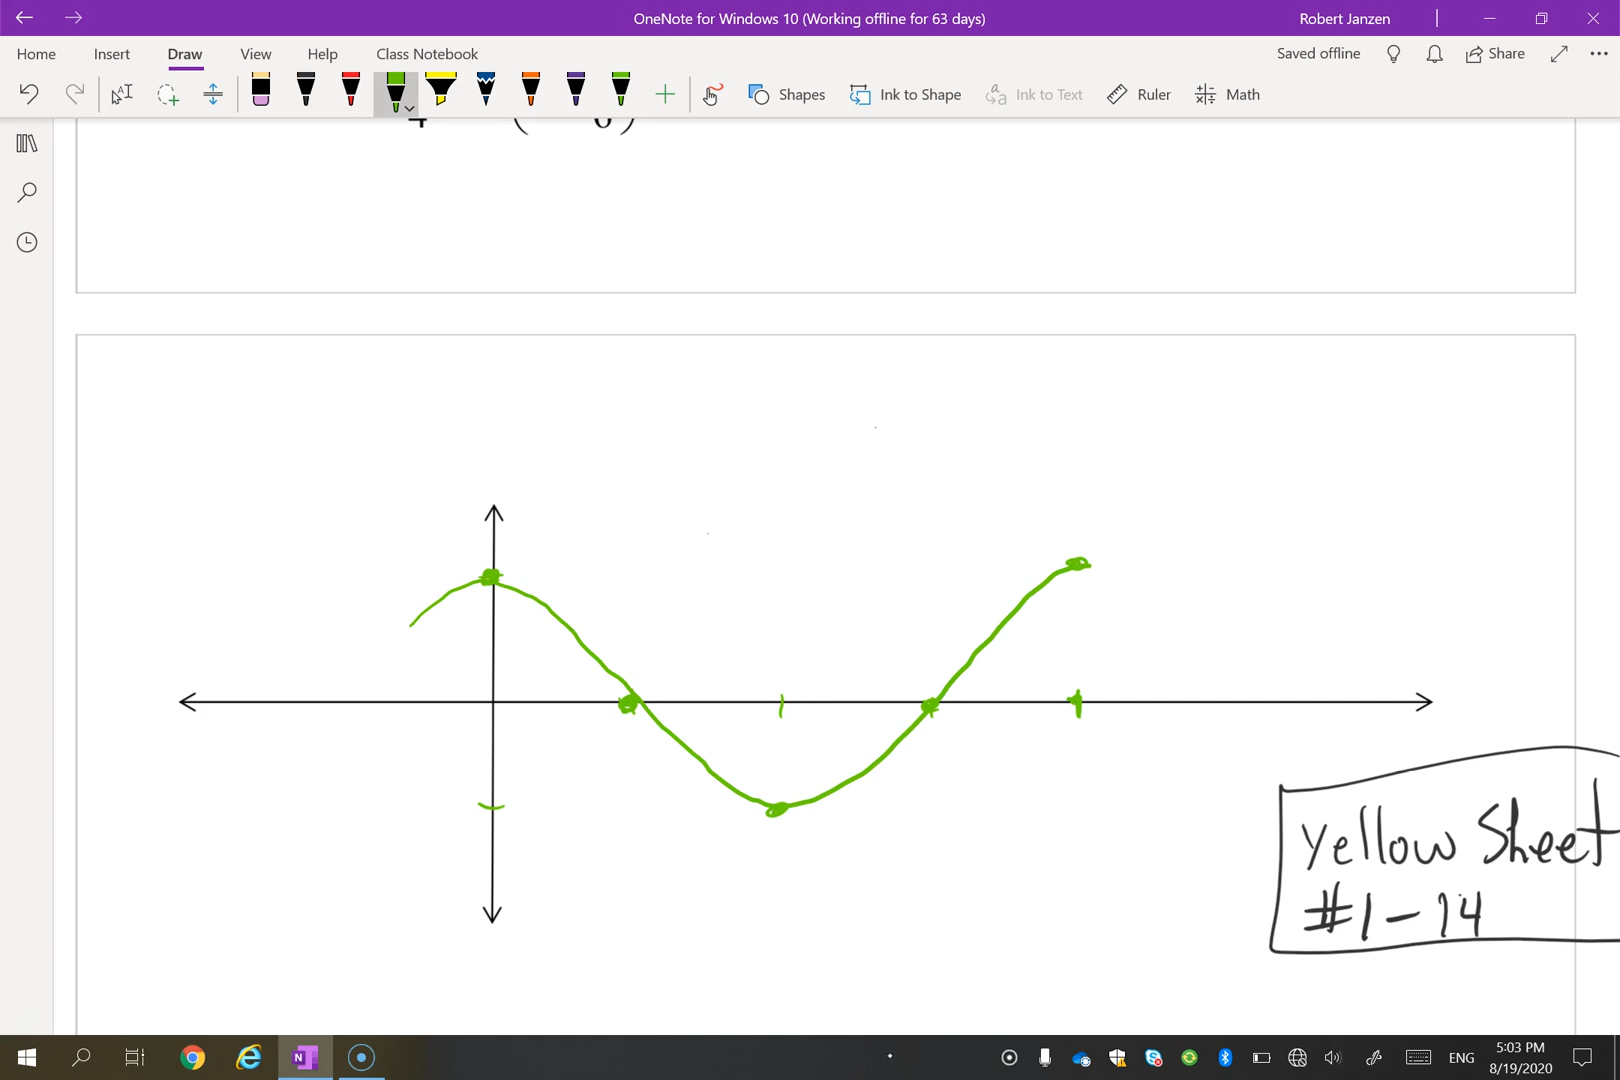 OneNote for Windows 10 (Working offline for 63 days)
Robert Janzen
Home Insert Draw View Help Class Notebook
Saved offline
Share
Shapes
Ink to Shape
Ink to Text
Ruler
Math
Yellow Sheet
#1-14
ENG
5:03 PM
8/19/2020